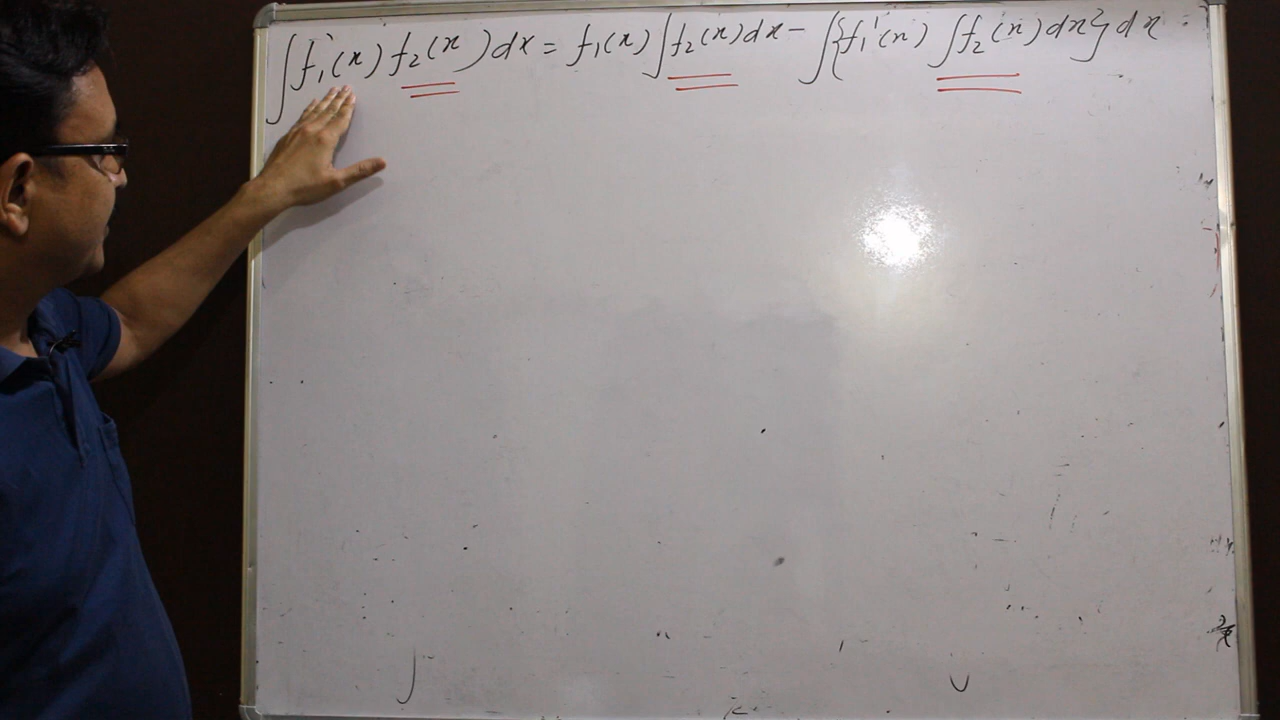 ∫ f₁(x) f₂(x) dx = f₁(x) ∫ f₂(x) dx − ∫ { f₁'(x) ∫ f₂(x) dx } dx